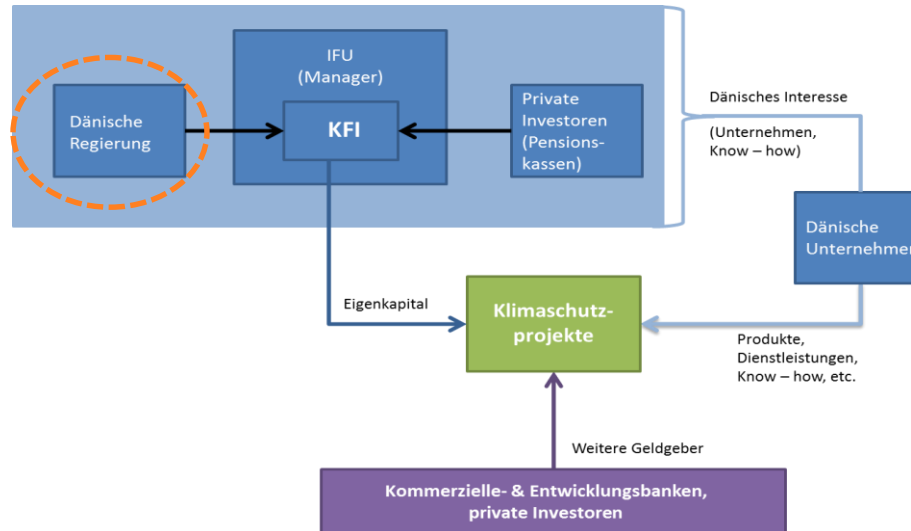 IFU
(Manager)
Dänische
Regierung
KFI
Private
Investoren
(Pensions-
kassen)
Dänisches Interesse
(Unternehmen,
Know – how)
Dänische
Unternehmen
Eigenkapital
Klimaschutz-
projekte
Produkte,
Dienstleistungen,
Know – how, etc.
Weitere Geldgeber
Kommerzielle- & Entwicklungsbanken,
private Investoren